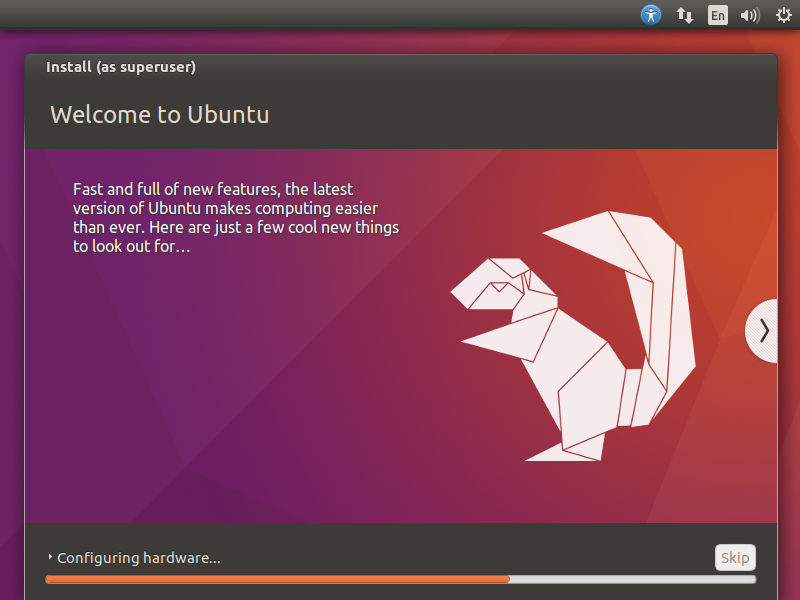 En
Install (as superuser)
Welcome to Ubuntu
Fast and full of new features, the latest
version of Ubuntu makes computing easier
than ever. Here are just a few cool new things
to look out for…
Configuring hardware...
Skip